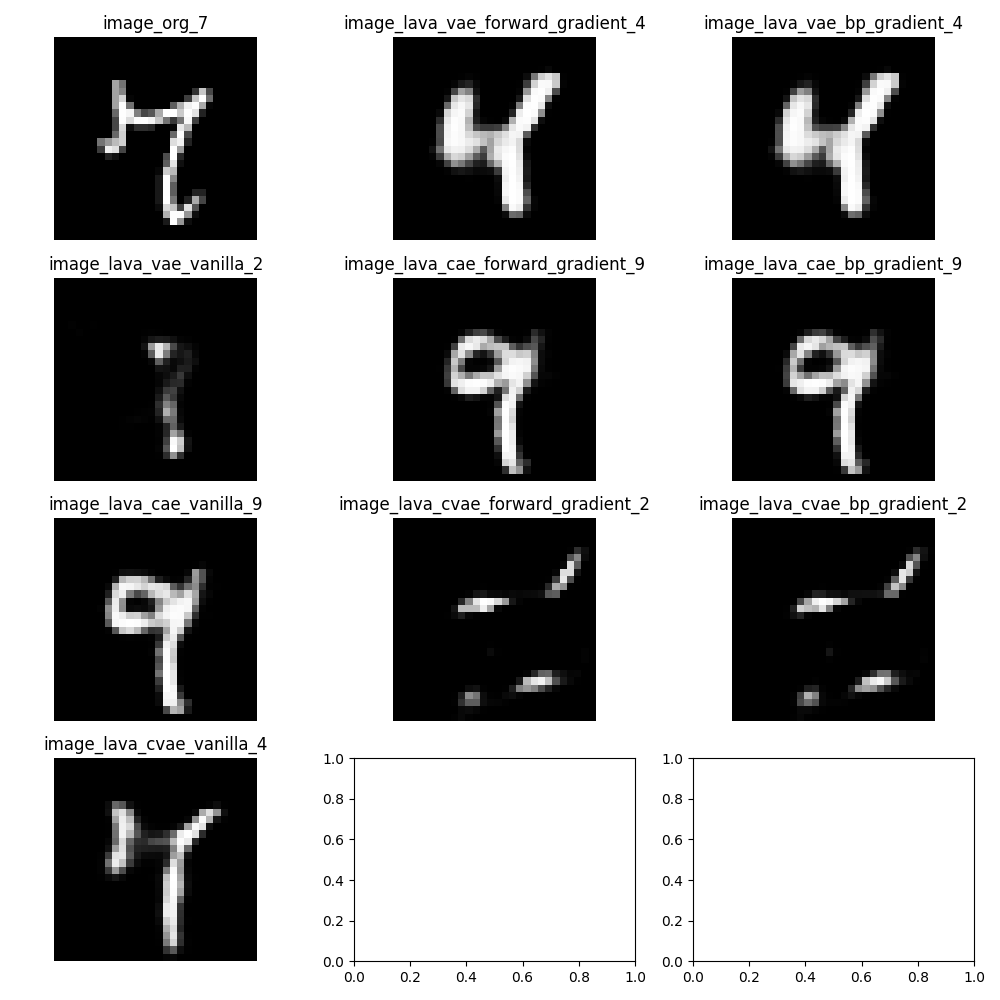 image_org_7 image_lava_vae_forward_gradient_4 image_lava_vae_bp_gradient_4
image_lava_vae_vanilla_2 image_lava_cae_forward_gradient_9 image_lava_cae_bp_gradient_9
image_lava_cae_vanilla_9 image_lava_cvae_forward_gradient_2 image_lava_cvae_bp_gradient_2
image_lava_cvae_vanilla_4
1.0 1.0
0.8 0.8
0.6 0.6
0.4 0.4
0.2 0.2
0.0 0.0
0.0 0.2 0.4 0.6 0.8 1.0 0.0 0.2 0.4 0.6 0.8 1.0